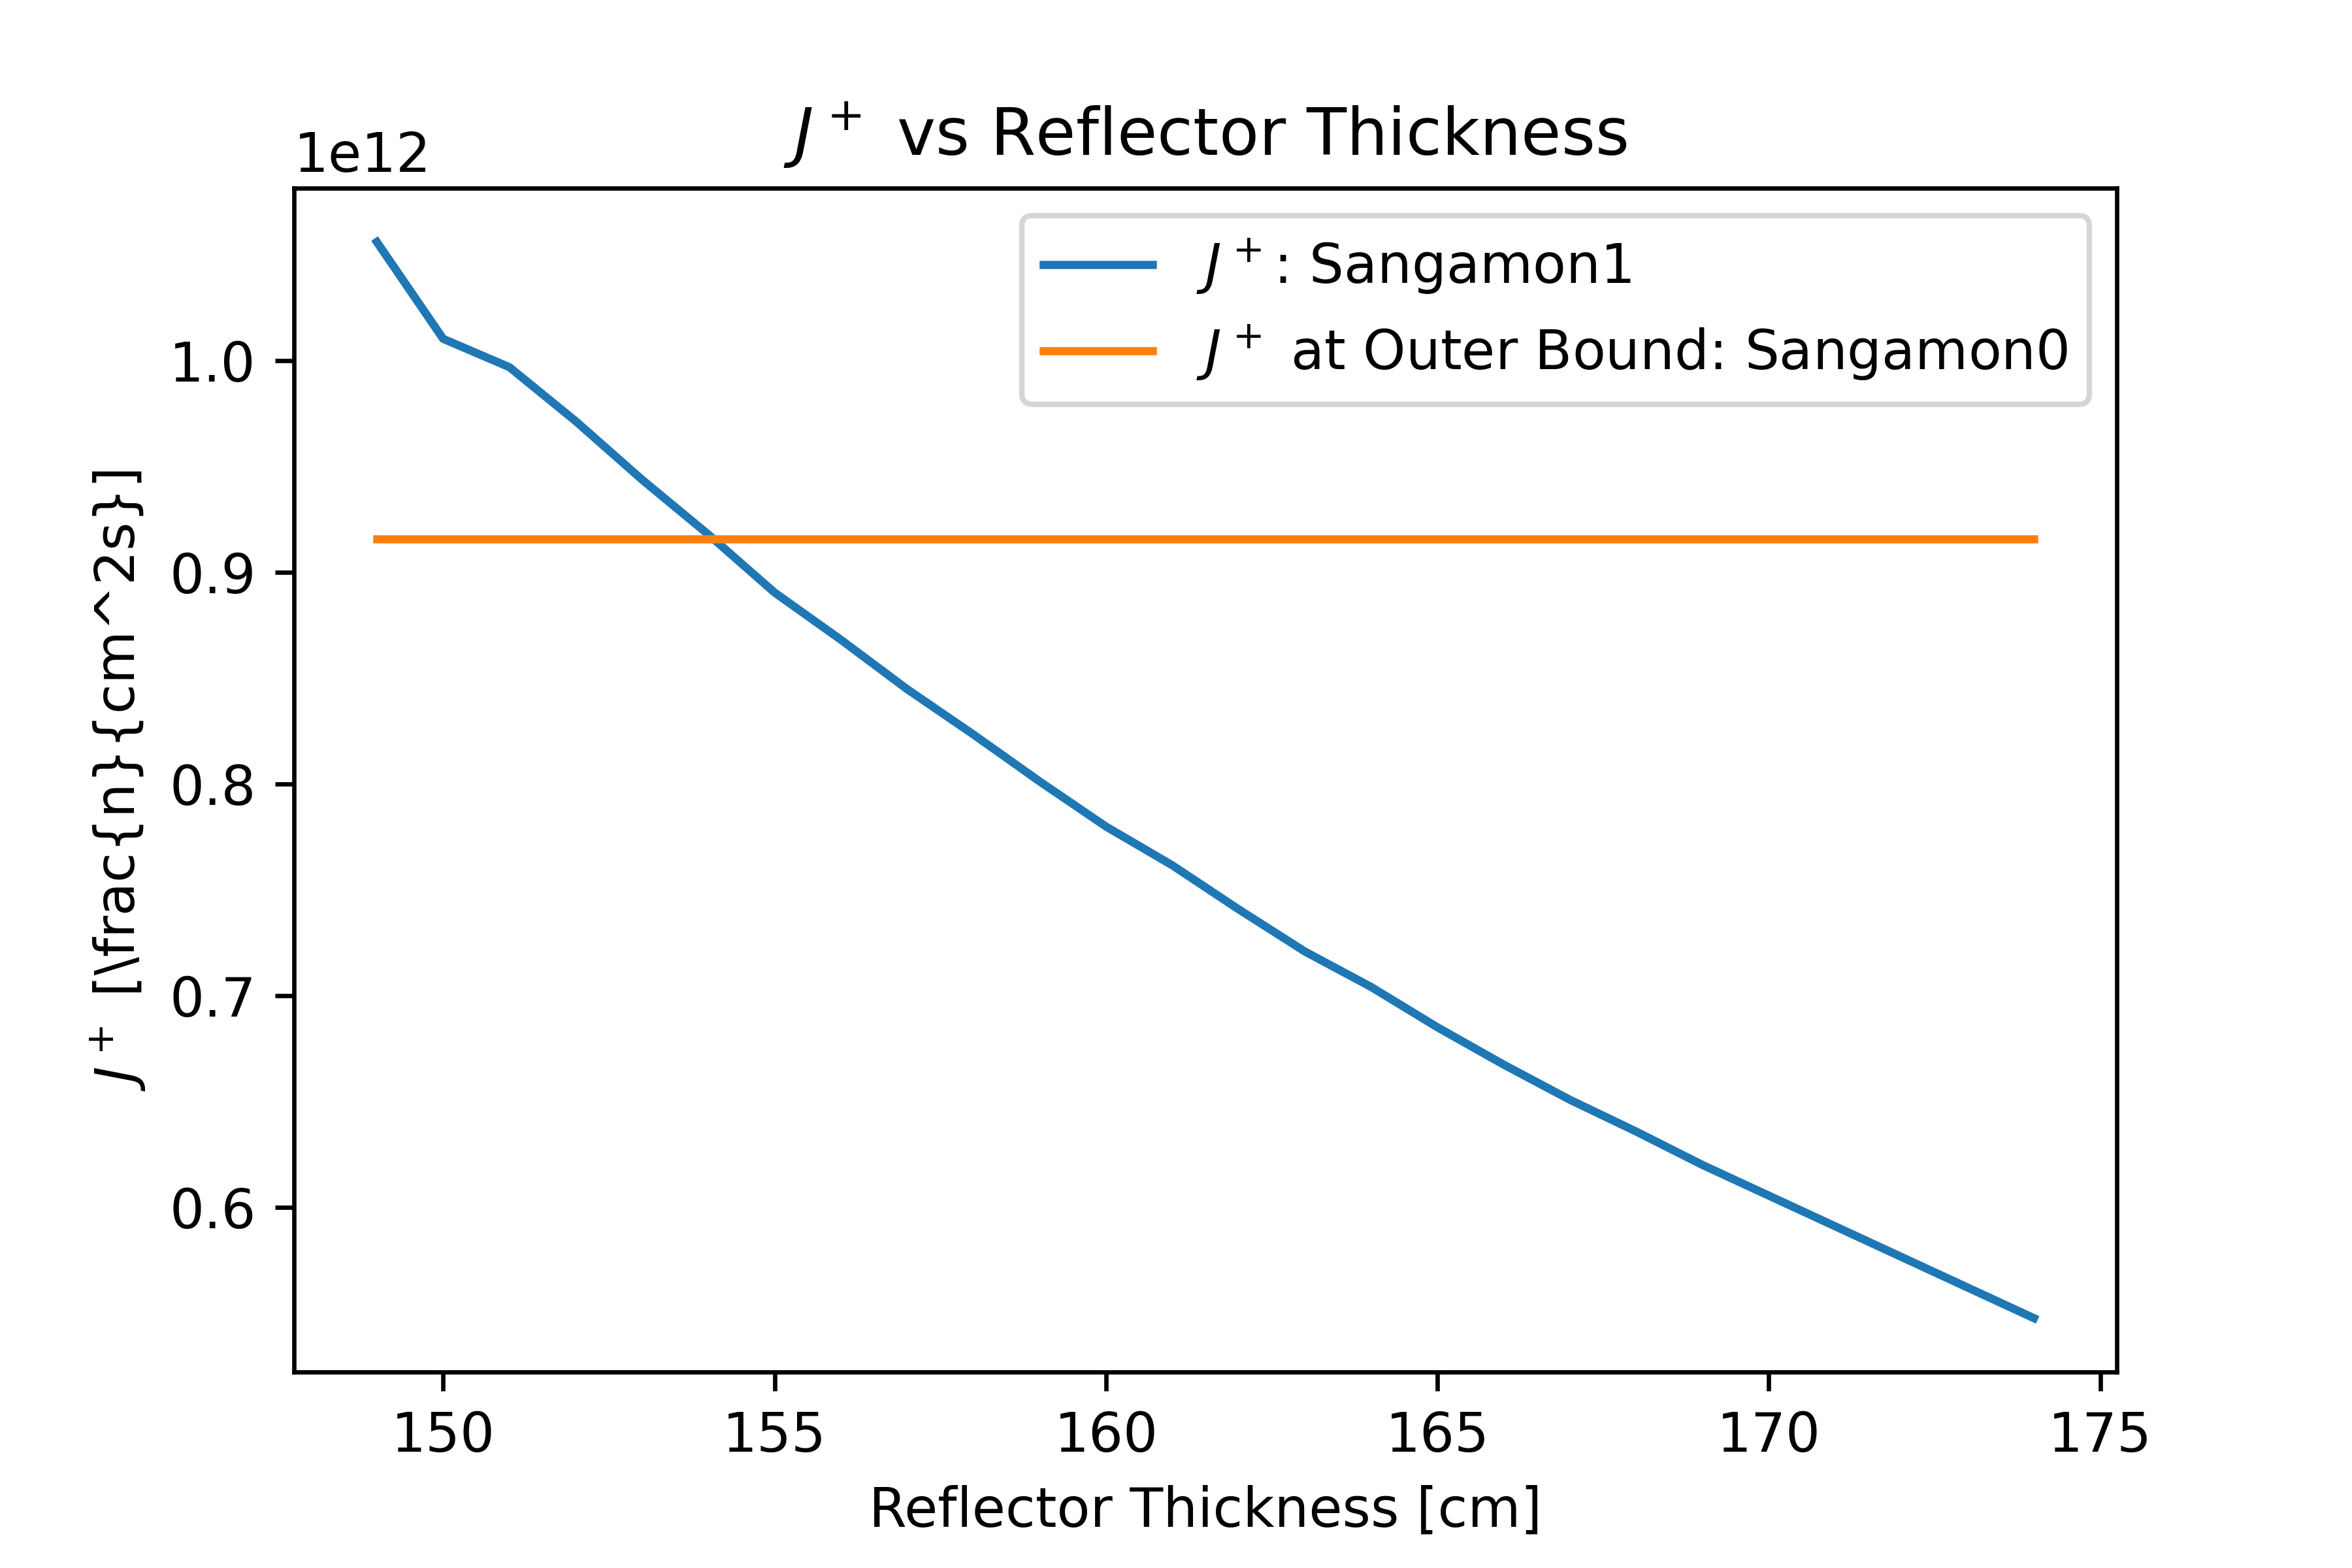 J⁺ vs Reflector Thickness
1e12
J⁺: Sangamon1
J⁺ at Outer Bound: Sangamon0
1.0
0.9
0.8
0.7
0.6
J⁺ [\frac{n}{cm^2s}]
150 155 160 165 170 175
Reflector Thickness [cm]